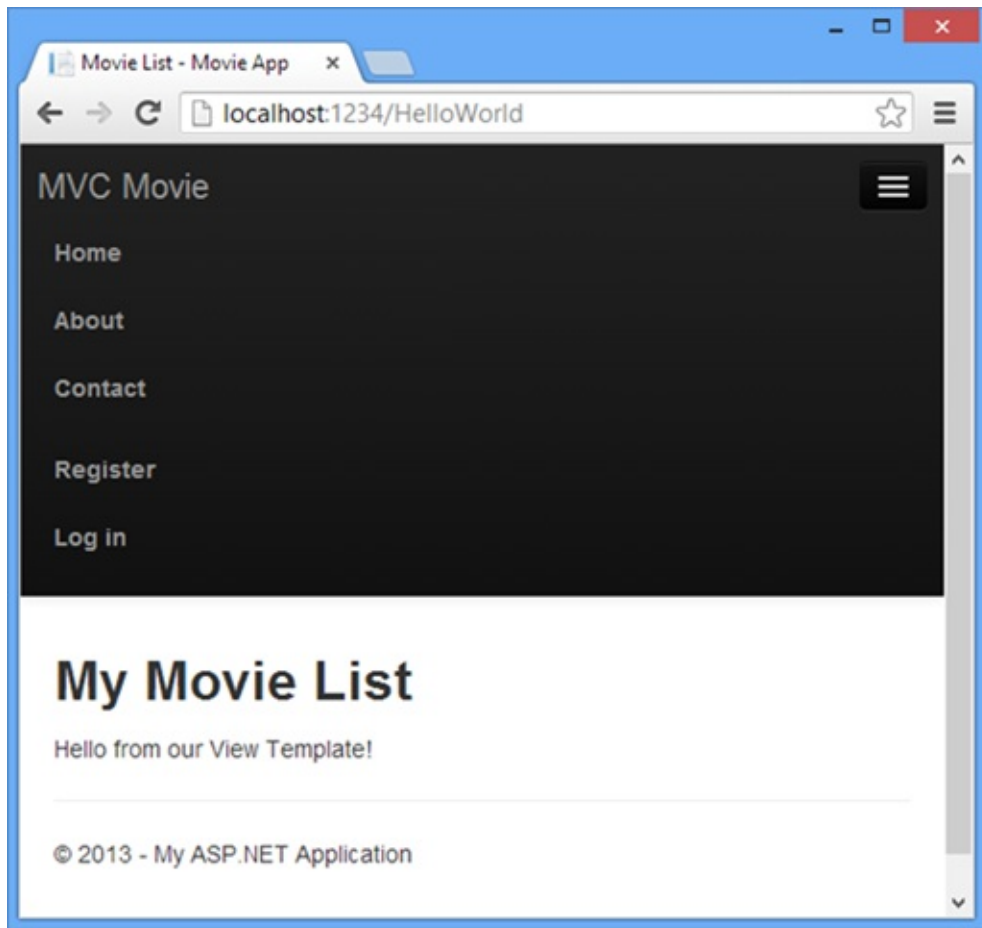 Movie List - Movie App
localhost:1234/HelloWorld
MVC Movie
Home
About
Contact
Register
Log in
My Movie List
Hello from our View Template!
© 2013 - My ASP.NET Application